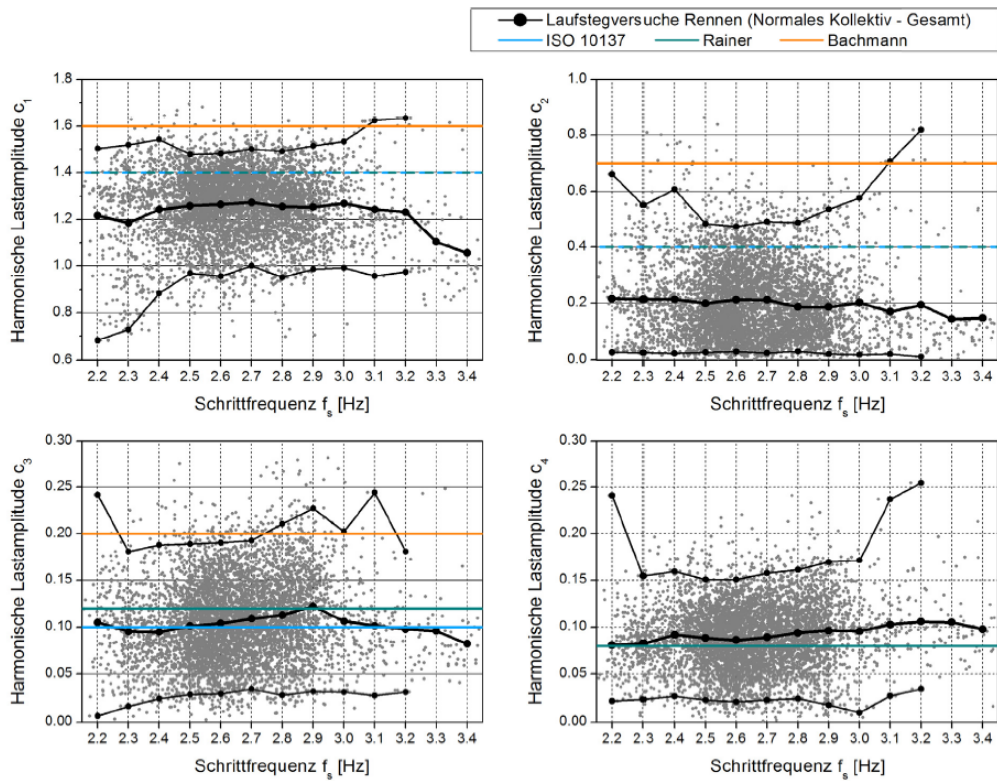 Laufstegversuche Rennen (Normales Kollektiv - Gesamt)
ISO 10137 Rainer Bachmann
Harmonische Lastamplitude c1
1.8
1.6
1.4
1.2
1.0
0.8
0.6
2.2 2.3 2.4 2.5 2.6 2.7 2.8 2.9 3.0 3.1 3.2 3.3 3.4
Schrittfrequenz fs [Hz]
Harmonische Lastamplitude c2
1.0
0.8
0.6
0.4
0.2
0.0
2.2 2.3 2.4 2.5 2.6 2.7 2.8 2.9 3.0 3.1 3.2 3.3 3.4
Schrittfrequenz fs [Hz]
Harmonische Lastamplitude c3
0.30
0.25
0.20
0.15
0.10
0.05
0.00
2.2 2.3 2.4 2.5 2.6 2.7 2.8 2.9 3.0 3.1 3.2 3.3 3.4
Schrittfrequenz fs [Hz]
Harmonische Lastamplitude c4
0.30
0.25
0.20
0.15
0.10
0.05
0.00
2.2 2.3 2.4 2.5 2.6 2.7 2.8 2.9 3.0 3.1 3.2 3.3 3.4
Schrittfrequenz fs [Hz]